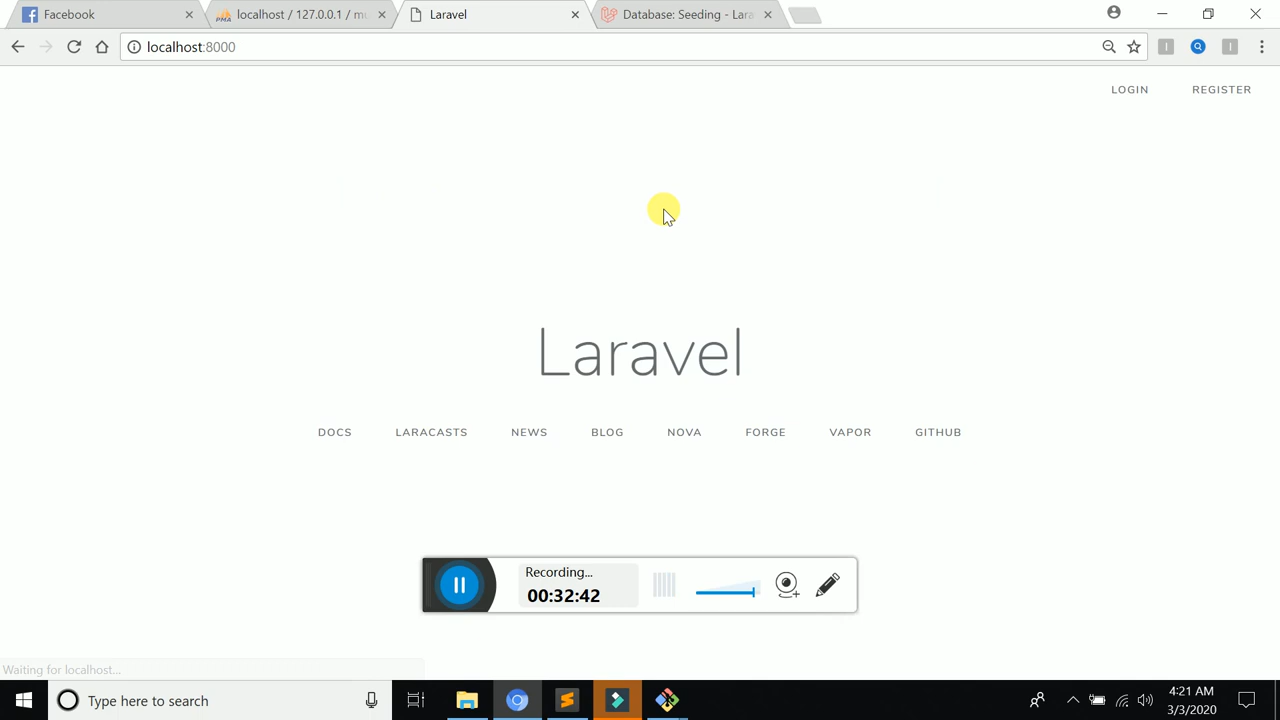 Facebook
localhost / 127.0.0.1 / mu
Laravel
Database: Seeding - Lara
localhost:8000
LOGIN REGISTER
Laravel
DOCS LARACASTS NEWS BLOG NOVA FORGE VAPOR GITHUB
Recording...
00:32:42
Waiting for localhost...
Type here to search
4:21 AM
3/3/2020